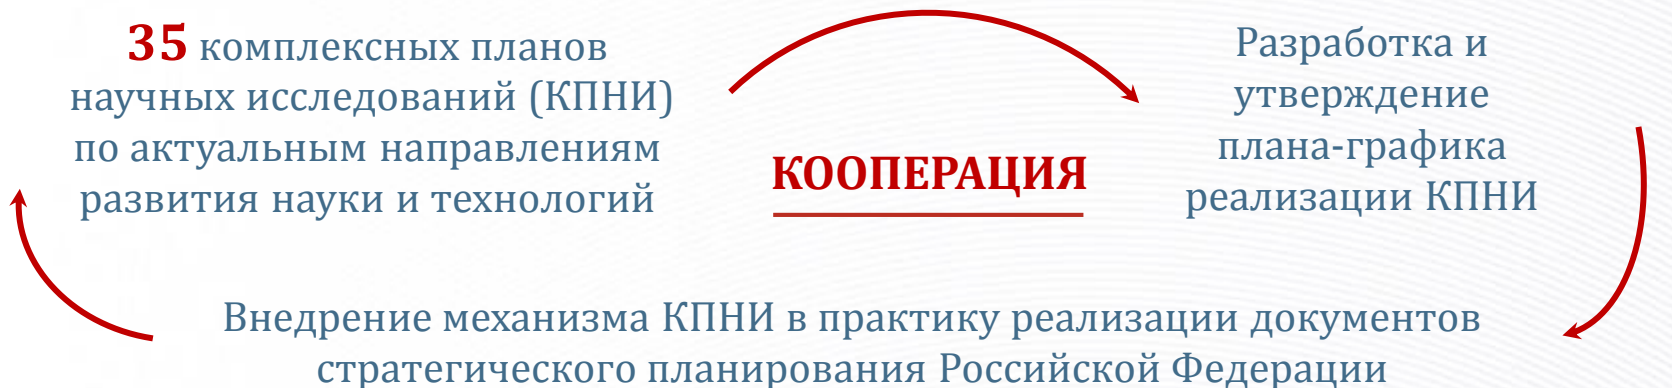 35 комплексных планов
научных исследований (КПНИ)
по актуальным направлениям
развития науки и технологий
КООПЕРАЦИЯ
Разработка и
утверждение
плана-графика
реализации КПНИ
Внедрение механизма КПНИ в практику реализации документов
стратегического планирования Российской Федерации